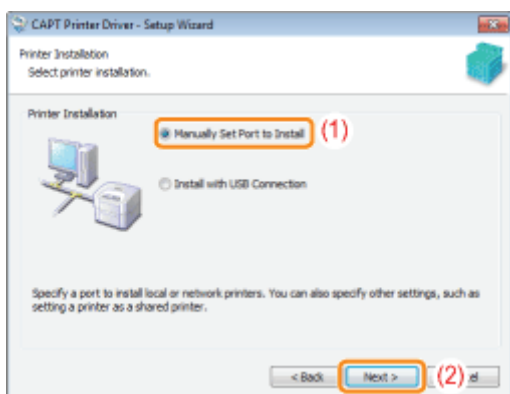 CAPT Printer Driver - Setup Wizard
Printer Installation
Select printer installation.
Printer Installation
Manually Set Port to Install (1)
Install with USB Connection
Specify a port to install local or network printers. You can also specify other settings, such as
setting a printer as a shared printer.
< Back Next > (2) el